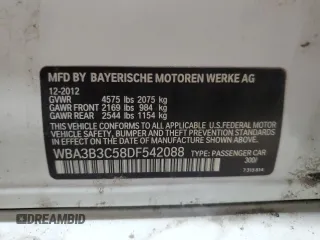 MFD BY BAYERISCHE MOTOREN WERKE AG
12-2012
GVWR 4575 lbs 2075 kg
GAWR FRONT 2169 lbs 984 kg
GAWR REAR 2544 lbs 1154 kg
THIS VEHICLE CONFORMS TO ALL APPLICABLE U.S.FEDERAL MOTOR
VEHICLE SAFETY, BUMPER, AND THEFT PREVENTION STANDARDS IN
EFFECT ON THE DATE OF MANUFACTURE SHOWN ABOVE.
WBA3B3C58DF542088 TYPE: PASSENGER CAR
300/
©AUTOBIDMASTER